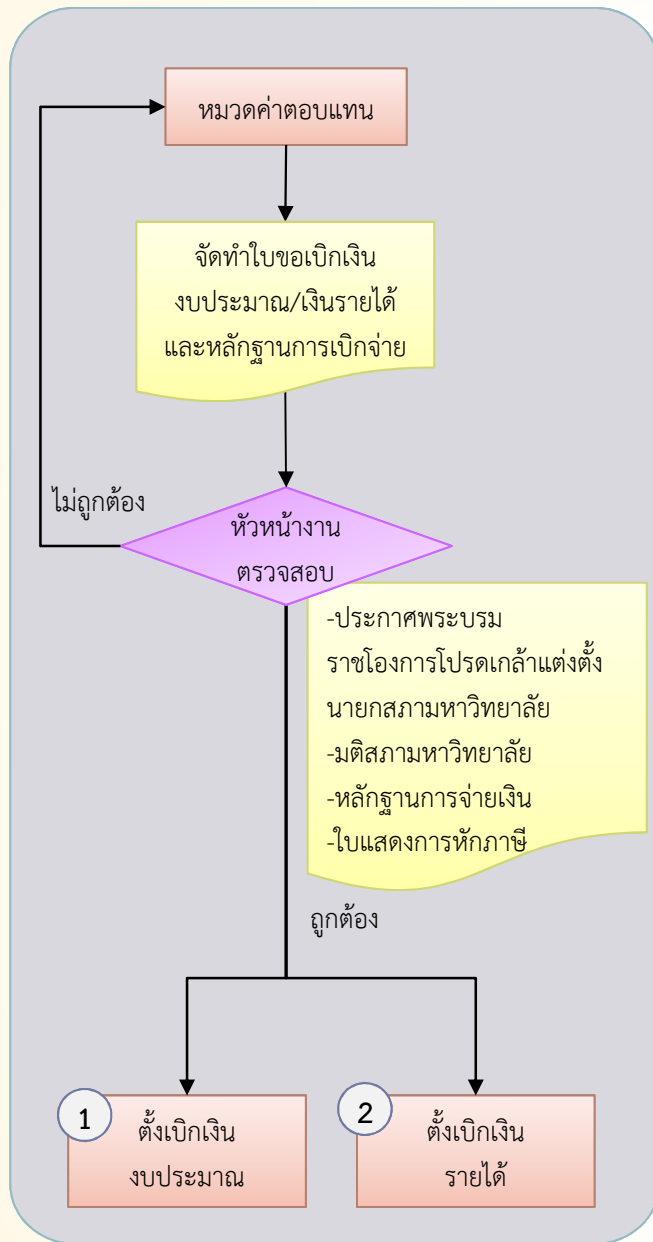 หมวดค่าตอบแทน
จัดทำใบขอเบิกเงิน
งบประมาณ/เงินรายได้
และหลักฐานการเบิกจ่าย
ไม่ถูกต้อง
หัวหน้างาน
ตรวจสอบ
-ประกาศพระบรม
ราชโองการโปรดเกล้าแต่งตั้ง
นายกสภามหาวิทยาลัย
-มติสภามหาวิทยาลัย
-หลักฐานการจ่ายเงิน
-ใบแสดงการหักภาษี
ถูกต้อง
1
ตั้งเบิกเงิน
งบประมาณ
2
ตั้งเบิกเงิน
รายได้